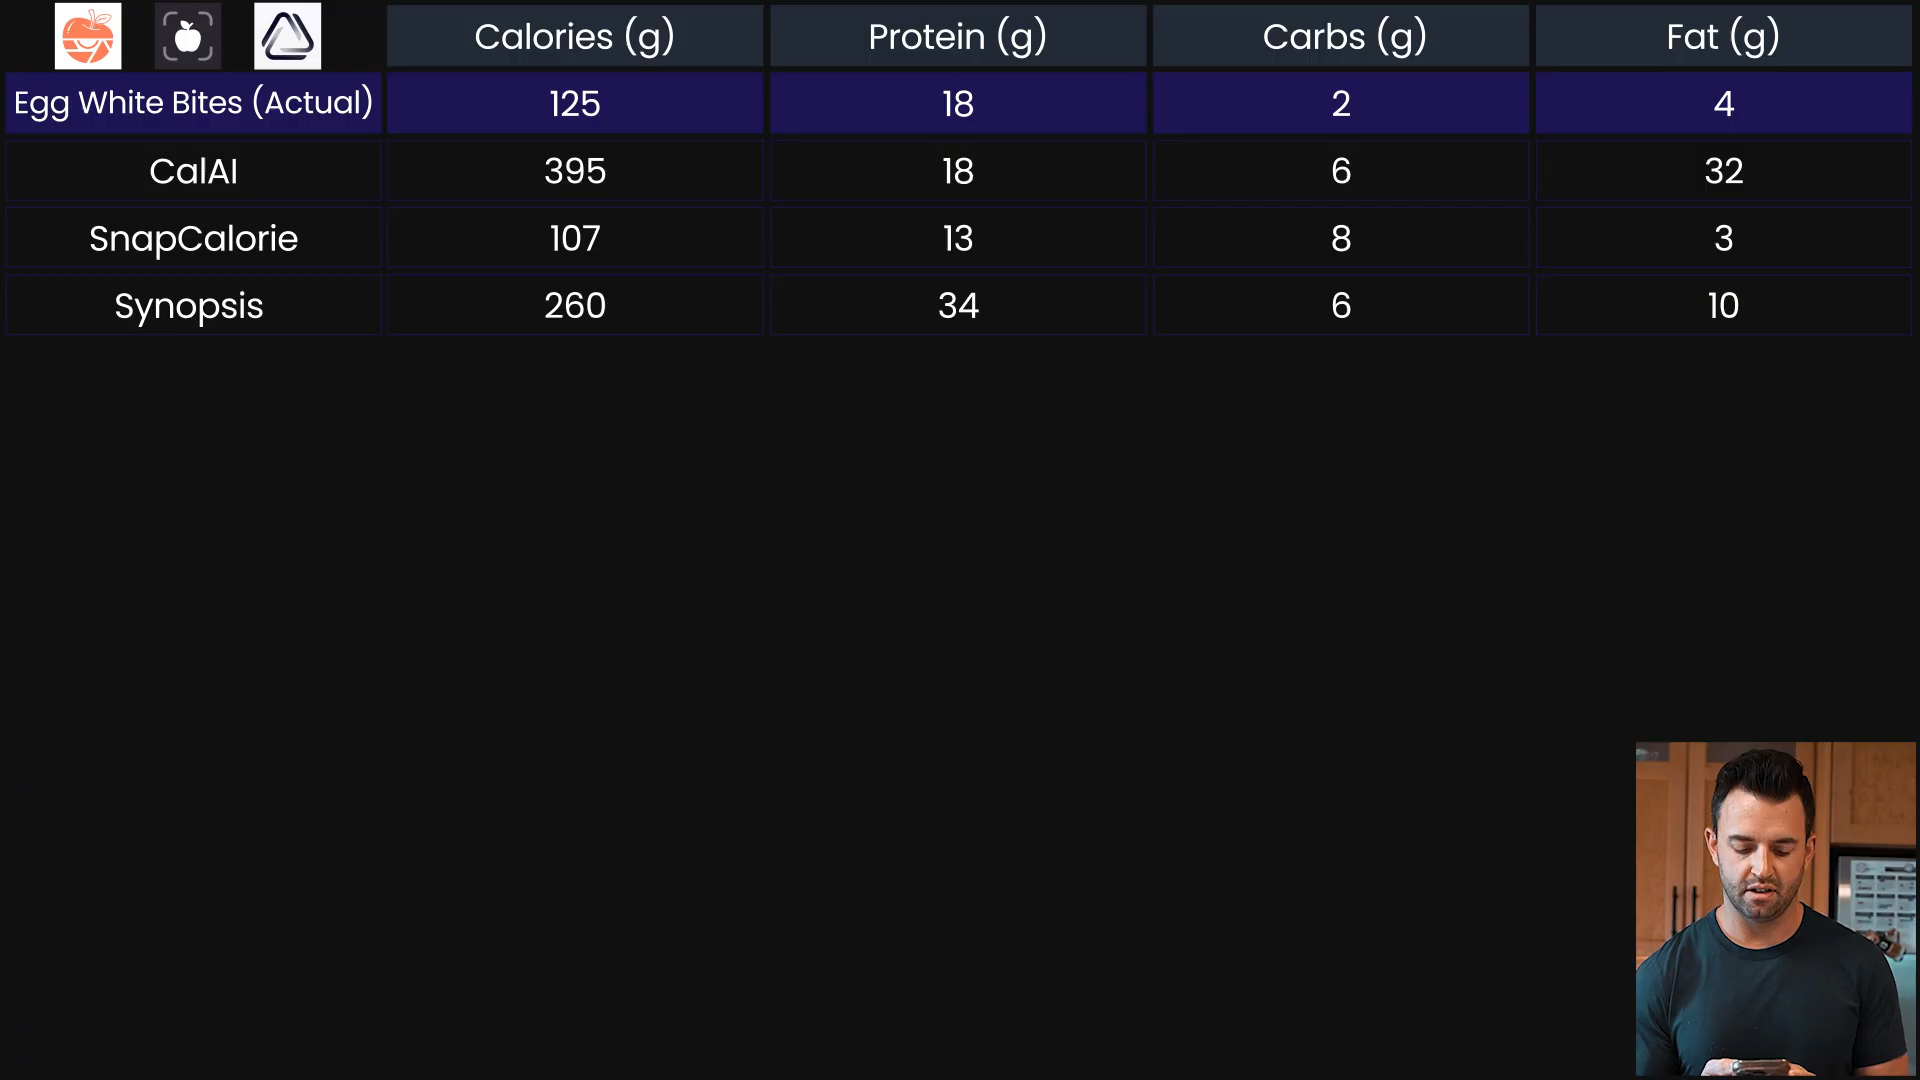 Calories (g) Protein (g) Carbs (g) Fat (g)
Egg White Bites (Actual) 125 18 2 4
CalAI 395 18 6 32
SnapCalorie 107 13 8 3
Synopsis 260 34 6 10